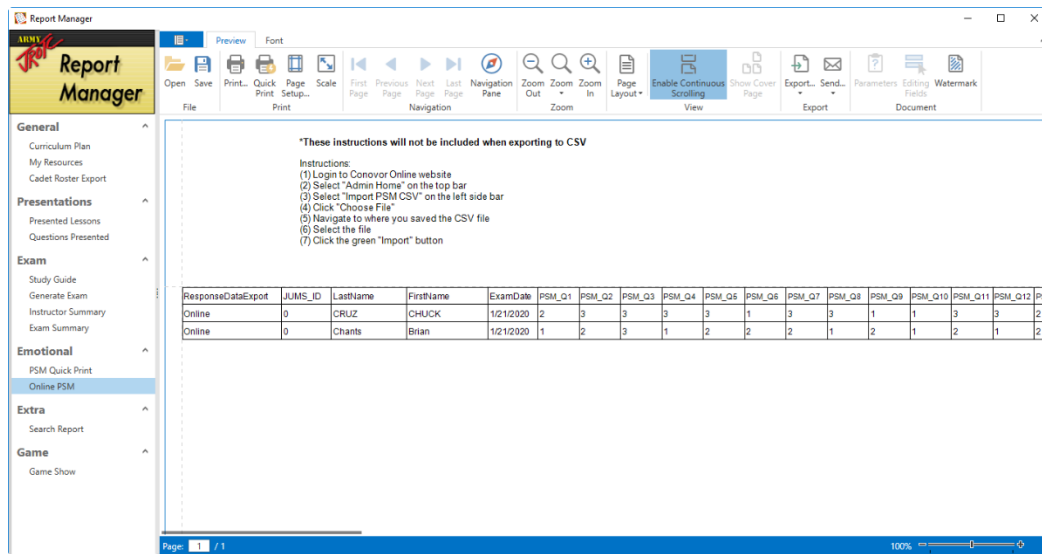 Report Manager
ARMY
JROTC
Report
Manager
Preview Font
Open Save Print... Quick Print Page Setup... Scale First Page Previous Page Next Page Last Page Navigation Pane Zoom Out Zoom Zoom In Page Layout Enable Continuous Scrolling Show Cover Page Export... Send... Parameters Editing Fields Watermark
File Print Navigation Zoom View Export Document
General
Curriculum Plan
My Resources
Cadet Roster Export
Presentations
Presented Lessons
Questions Presented
Exam
Study Guide
Generate Exam
Instructor Summary
Exam Summary
Emotional
PSM Quick Print
Online PSM
Extra
Search Report
Game
Game Show
*These instructions will not be included when exporting to CSV
Instructions:
(1) Login to Conovor Online website
(2) Select "Admin Home" on the top bar
(3) Select "Import PSM CSV" on the left side bar
(4) Click "Choose File"
(5) Navigate to where you saved the CSV file
(6) Select the file
(7) Click the green "Import" button
ResponseDataExport JUMS_ID LastName FirstName ExamDate PSM_Q1 PSM_Q2 PSM_Q3 PSM_Q4 PSM_Q5 PSM_Q6 PSM_Q7 PSM_Q8 PSM_Q9 PSM_Q10 PSM_Q11 PSM_Q12
Online 0 CRUZ CHUCK 1/21/2020 2 3 3 3 3 1 3 3 1 1 3 3 2
Online 0 Chants Brian 1/21/2020 1 2 3 1 2 2 2 1 2 1 2 1 2
Page: 1 / 1
100%